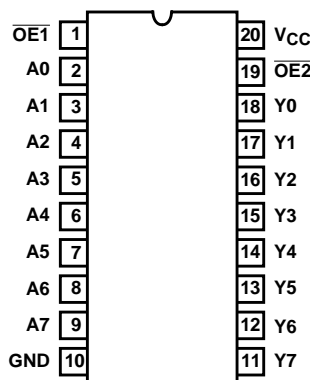 O̅E̅1̅ 1 20 VCC
A0 2 19 O̅E̅2̅
A1 3 18 Y0
A2 4 17 Y1
A3 5 16 Y2
A4 6 15 Y3
A5 7 14 Y4
A6 8 13 Y5
A7 9 12 Y6
GND 10 11 Y7